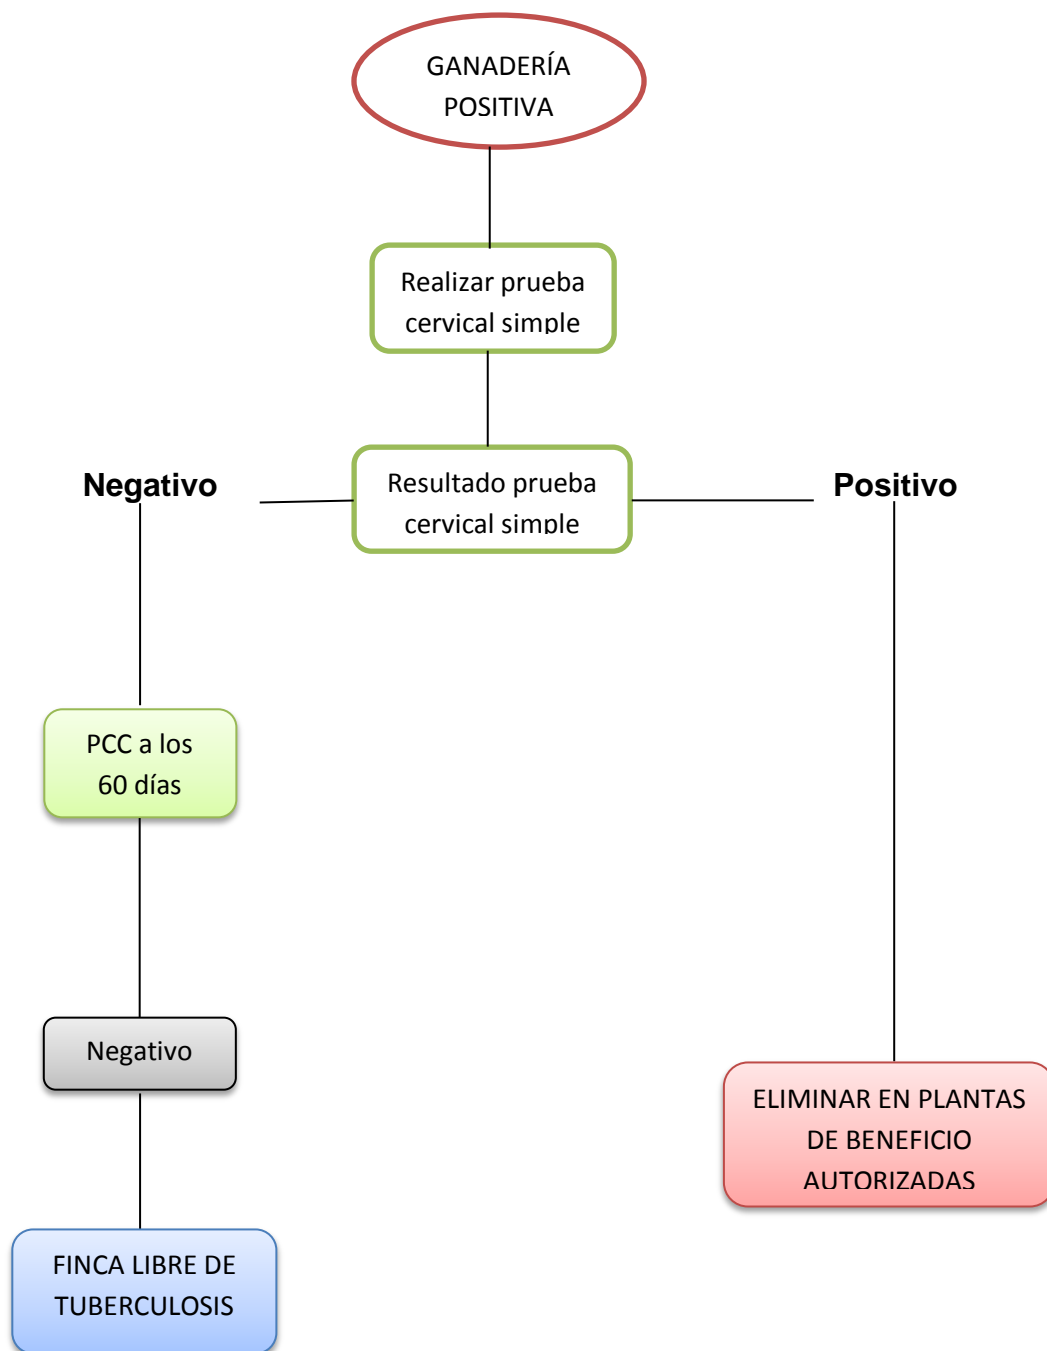 GANADERÍA
POSITIVA
Realizar prueba
cervical simple
Resultado prueba
cervical simple
Negativo
Positivo
PCC a los
60 días
Negativo
ELIMINAR EN PLANTAS
DE BENEFICIO
AUTORIZADAS
FINCA LIBRE DE
TUBERCULOSIS